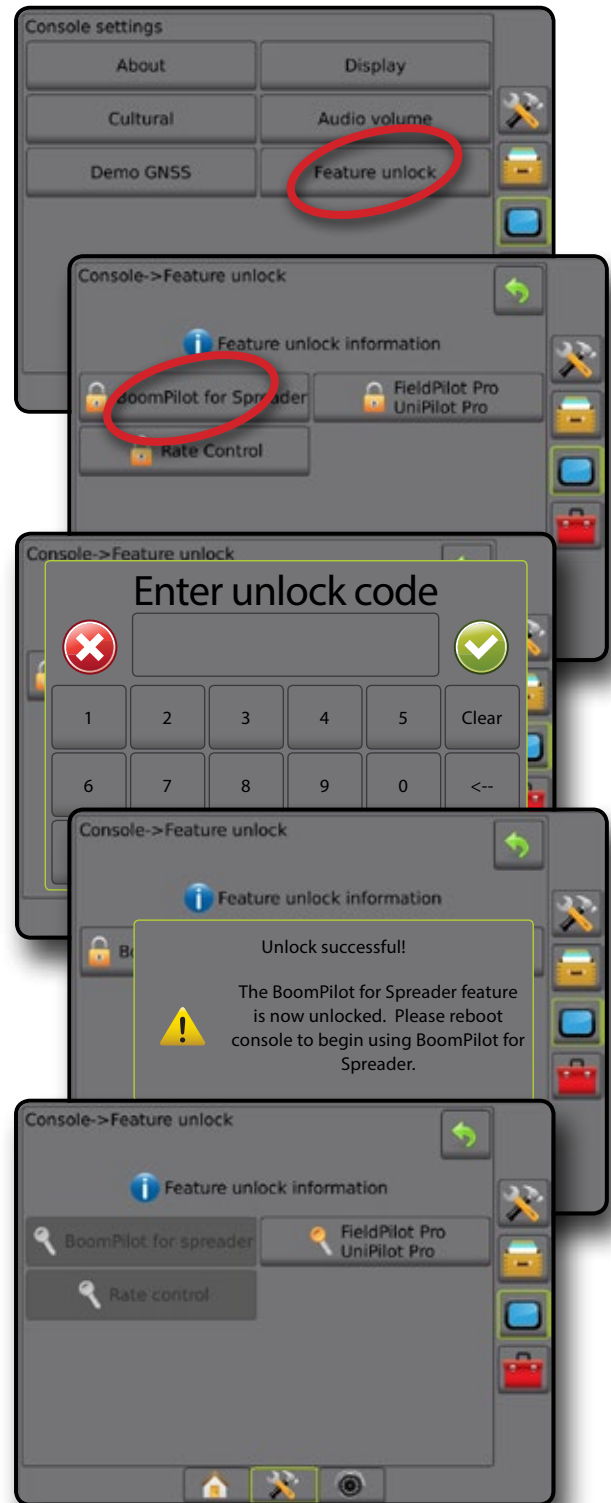 Console settings
About
Display
Cultural
Audio volume
Demo GNSS
Feature unlock
Console->Feature unlock
Feature unlock information
BoomPilot for Spreader
FieldPilot Pro
UniPilot Pro
Rate Control
Console->Feature unlock
Enter unlock code
1
2
3
4
5
Clear
6
7
8
9
0
<--
Console->Feature unlock
Feature unlock information
Unlock successful!
The BoomPilot for Spreader feature
is now unlocked. Please reboot
console to begin using BoomPilot for
Spreader.
Console->Feature unlock
Feature unlock information
BoomPilot for spreader
FieldPilot Pro
UniPilot Pro
Rate control